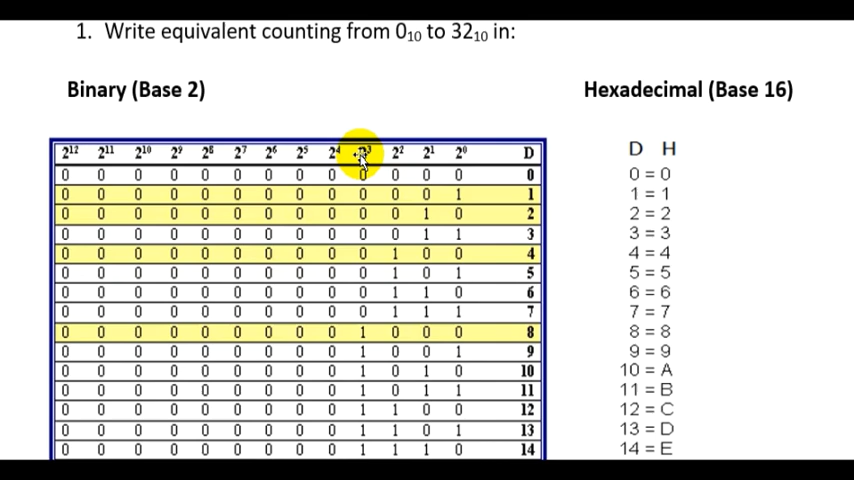 1. Write equivalent counting from 0₁₀ to 32₁₀ in:
Binary (Base 2) Hexadecimal (Base 16)
2¹² 2¹¹ 2¹⁰ 2⁹ 2⁸ 2⁷ 2⁶ 2⁵ 2⁴ 2³ 2² 2¹ 2⁰ D
0 0 0 0 0 0 0 0 0 0 0 0 0 0
0 0 0 0 0 0 0 0 0 0 0 0 1 1
0 0 0 0 0 0 0 0 0 0 0 1 0 2
0 0 0 0 0 0 0 0 0 0 0 1 1 3
0 0 0 0 0 0 0 0 0 0 1 0 0 4
0 0 0 0 0 0 0 0 0 0 1 0 1 5
0 0 0 0 0 0 0 0 0 0 1 1 0 6
0 0 0 0 0 0 0 0 0 0 1 1 1 7
0 0 0 0 0 0 0 0 0 1 0 0 0 8
0 0 0 0 0 0 0 0 0 1 0 0 1 9
0 0 0 0 0 0 0 0 0 1 0 1 0 10
0 0 0 0 0 0 0 0 0 1 0 1 1 11
0 0 0 0 0 0 0 0 0 1 1 0 0 12
0 0 0 0 0 0 0 0 0 1 1 0 1 13
0 0 0 0 0 0 0 0 0 1 1 1 0 14
D H
0 = 0
1 = 1
2 = 2
3 = 3
4 = 4
5 = 5
6 = 6
7 = 7
8 = 8
9 = 9
10 = A
11 = B
12 = C
13 = D
14 = E